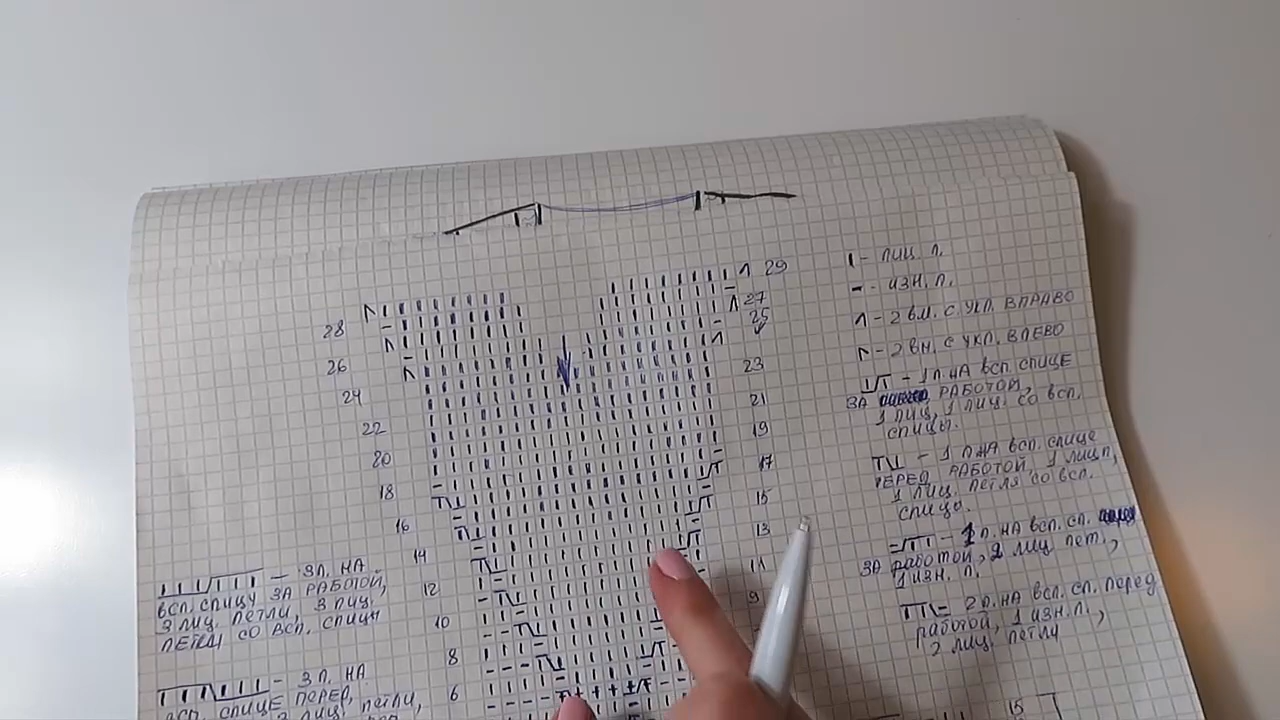 29
27
25
23
21
19
17
15
13
11
9
28
26
24
22
20
18
16
14
12
10
8
6
ı - ЛИЦ. П.
- - ИЗН. П.
Λ - 2 ВМ. С УКЛ. ВПРАВО
- 2 ВМ. С УКЛ. ВЛЕВО
- 1 П. НА ВСП. СПИЦЕ
ЗА РАБОТОЙ,
1 ЛИЦ, 1 ЛИЦ. СО ВСП.
СПИЦЫ.
- 1 П НА ВСП. СПИЦЕ
ПЕРЕД РАБОТОЙ, 1 ЛИЦ П,
1 ЛИЦ. ПЕТЛЯ СО ВСП.
СПИЦЫ.
П. НА ВСП. СП.
ЗА РАБОТОЙ, 2 ЛИЦ ПЕТ.,
1 ИЗН. П.
2 П. НА ВСП. СП. ПЕРЕД
РАБОТОЙ, 1 ИЗН. П.,
2 ЛИЦ. ПЕТЛИ
- 3 П. НА
ВСП. СПИЦУ ЗА РАБОТОЙ,
3 ЛИЦ. ПЕТЛИ, 3 ЛИЦ.
ПЕТЛИ СО ВСП. СПИЦЫ
- 3 П. НА
ВСП. СПИЦЕ ПЕРЕД,
ПЕТЛИ,
15